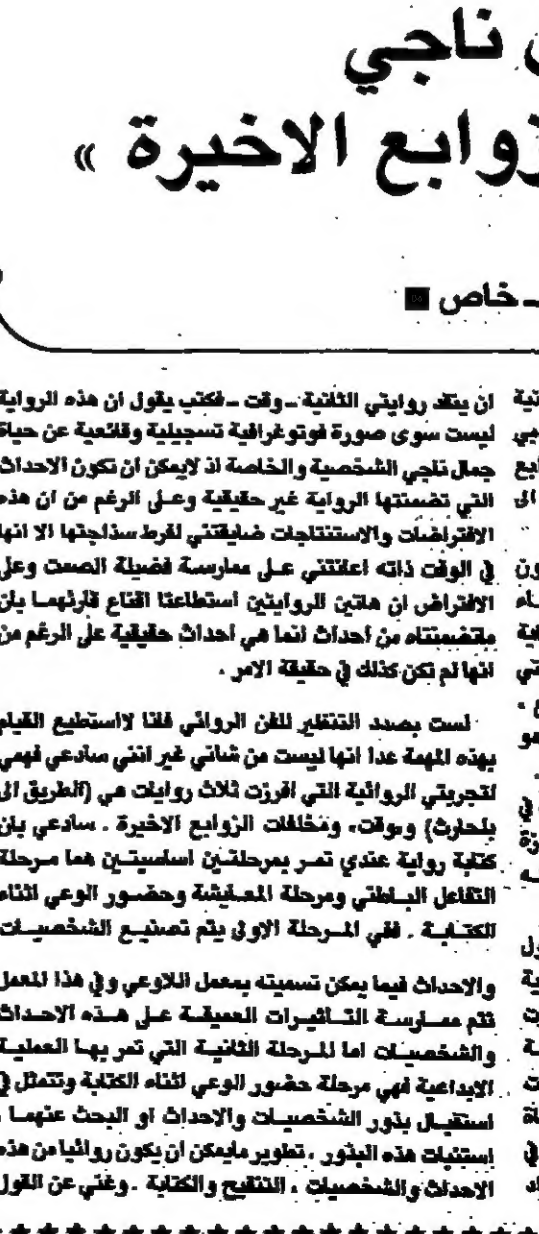 ناجي
زوابع الاخيرة »
ـ خاص ■
ان ينقد روايتي الثانية ـ وقت ـ فكتب يقول ان هذه الرواية
ليست سوى صورة فوتوغرافية تسجيلية وقائعية عن حياة
جمال ناجي الشخصية والخاصة اذ لايمكن ان تكون الاحداث
التي تضمنتها الرواية غير حقيقية وعلى الرغم من ان هذه
الافتراضات والاستنتاجات ضايقتني لفرط سذاجتها الا انها
في الوقت ذاته اعانتني على ممارسة فضيلة الصمت وعلى
الافتراض ان هاتين الروايتين استطاعتا اقناع قارئهما بان
ماتضمنتاه من أحداث انما هي أحداث حقيقية على الرغم من
انها لم تكن كذلك في حقيقة الامر .
لست بصدد التنظير للفن الروائي فانا لااستطيع القيام
بهذه المهمة عدا انها ليست من شاني غير انني سادعي فهمي
لتجربتي الروائية التي افرزت ثلاث روايات هي (الطريق الى
بلحارث) و،وقت، ومخلفات الزوابع الاخيرة . سادعي بان
كتابة رواية عندي تمر بمرحلتين اساسيتين هما مرحلة
التفاعل الباطني ومرحلة المعايشة وحضور الوعي اثناء
الكتابة . ففي المرحلة الاولى يتم تصنيع الشخصيات
والاحداث فيما يمكن تسميته بمعمل اللاوعي وفي هذا المعمل
تتم ممارسة التاثيرات العميقة على هذه الاحداث
والشخصيات اما المرحلة الثانية التي تمر بها العملية
الابداعية فهي مرحلة حضور الوعي اثناء الكتابة وتتمثل في
استقبال بذور الشخصيات والاحداث او البحث عنهما .
إستنبات هذه البذور ، تطوير مايمكن ان يكون روائيا من هذه
الاحداث والشخصيات ، التنقيح والكتابة . وغني عن القول